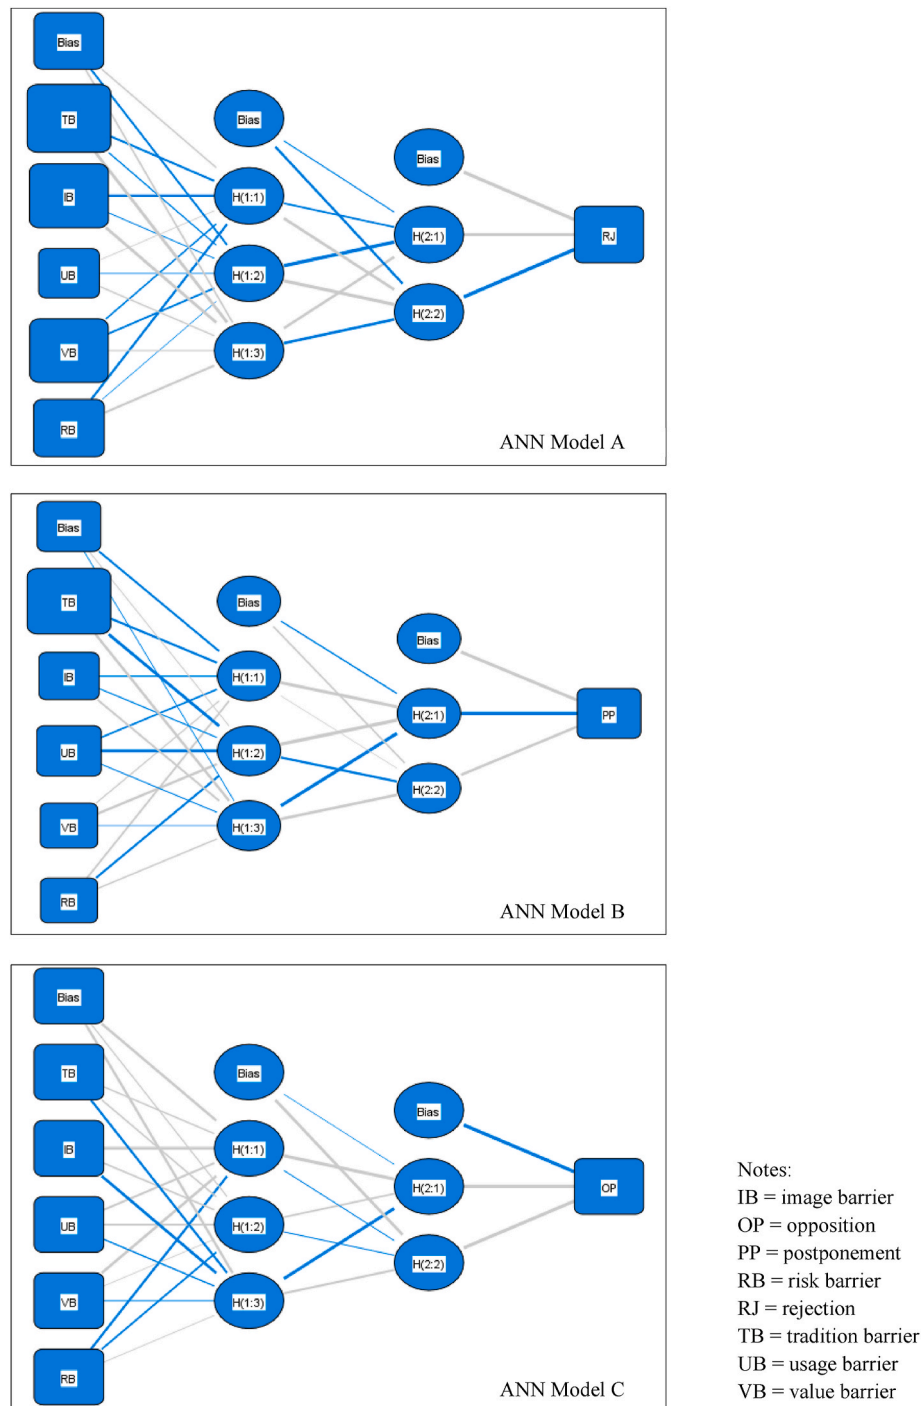 Bias
TB
IB
UB
VB
RB
Bias
H(1:1)
H(1:2)
H(1:3)
Bias
H(2:1)
H(2:2)
RJ
ANN Model A
Bias
TB
IB
UB
VB
RB
Bias
H(1:1)
H(1:2)
H(1:3)
Bias
H(2:1)
H(2:2)
PP
ANN Model B
Bias
TB
IB
UB
VB
RB
Bias
H(1:1)
H(1:2)
H(1:3)
Bias
H(2:1)
H(2:2)
OP
ANN Model C
Notes:
IB = image barrier
OP = opposition
PP = postponement
RB = risk barrier
RJ = rejection
TB = tradition barrier
UB = usage barrier
VB = value barrier